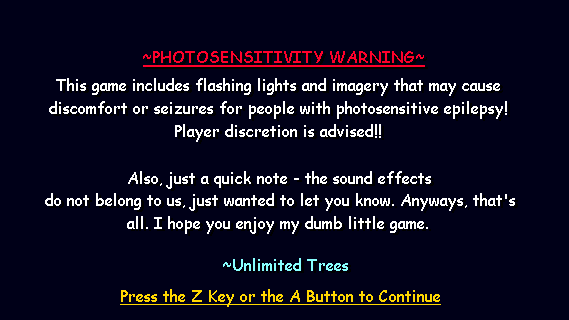 ~PHOTOSENSITIVITY WARNING~
This game includes flashing lights and imagery that may cause
discomfort or seizures for people with photosensitive epilepsy!
Player discretion is advised!!
Also, just a quick note - the sound effects
do not belong to us, just wanted to let you know. Anyways, that's
all. I hope you enjoy my dumb little game.
~Unlimited Trees
Press the Z Key or the A Button to Continue